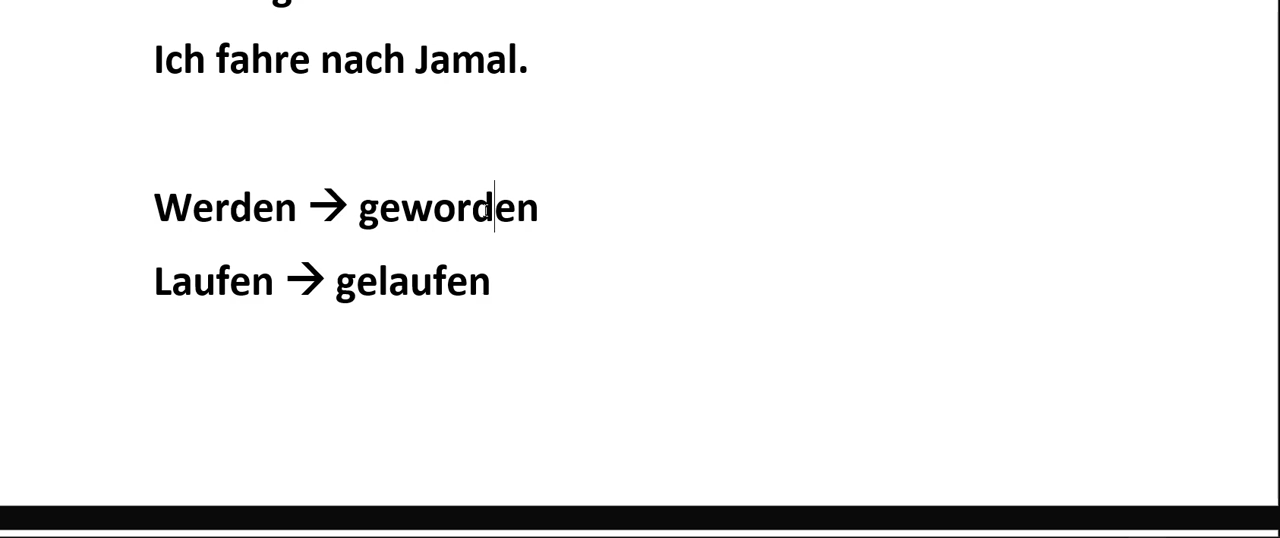 Ich fahre nach Jamal.
Werden → geworden
Laufen → gelaufen